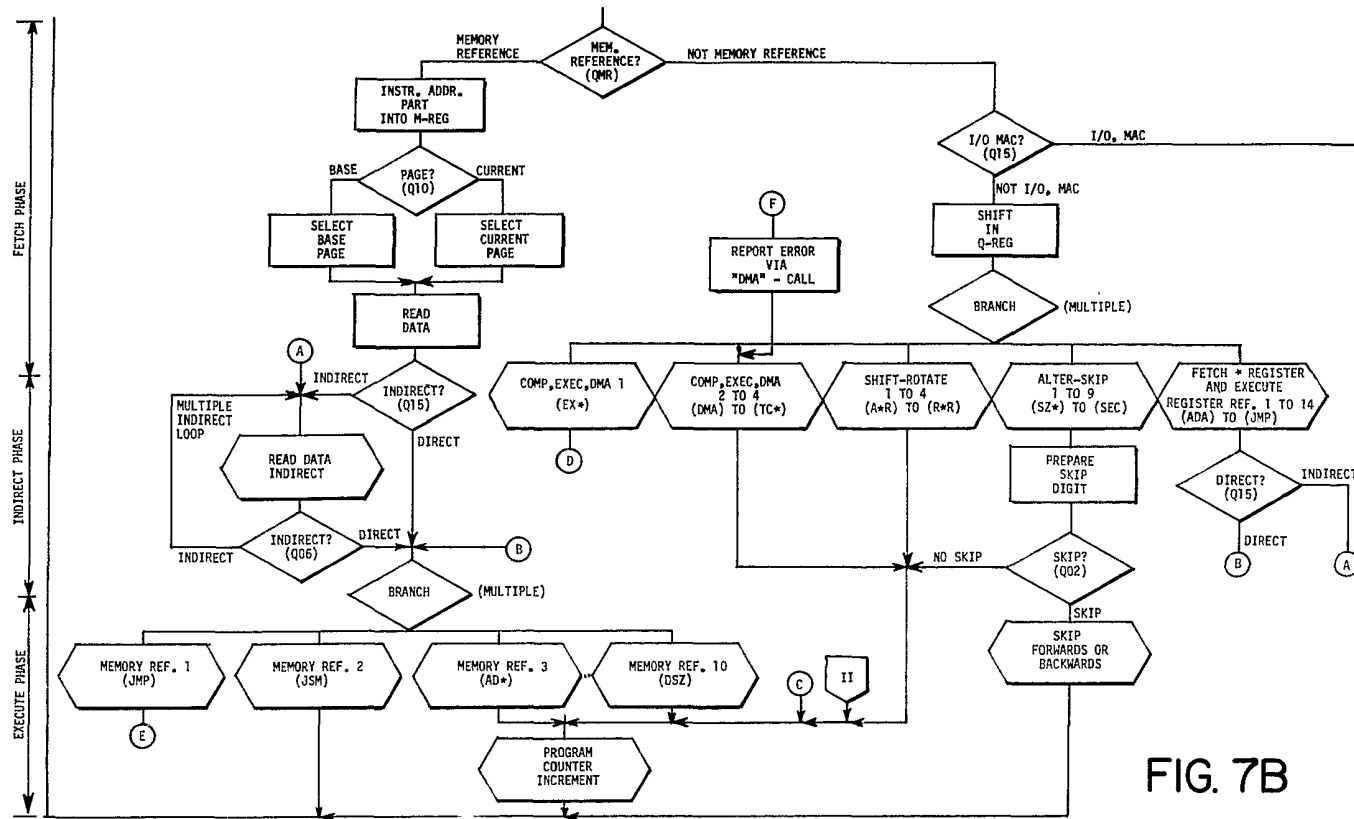 FETCH PHASE
INDIRECT PHASE
EXECUTE PHASE
MEMORY
REFERENCE
MEM.
REFERENCE?
(QMR)
NOT MEMORY REFERENCE
INSTR. ADDR.
PART
INTO M-REG
I/O MAC?
(Q15)
I/O, MAC
NOT I/O, MAC
BASE
PAGE?
(Q10)
CURRENT
SELECT
BASE
PAGE
SELECT
CURRENT
PAGE
F
REPORT ERROR
VIA
"DMA" - CALL
SHIFT
IN
Q-REG
READ
DATA
BRANCH
(MULTIPLE)
A
INDIRECT
INDIRECT?
(Q15)
DIRECT
MULTIPLE
INDIRECT
LOOP
COMP,EXEC,DMA 1
(EX*)
COMP,EXEC,DMA
2 TO 4
(DMA) TO (TC*)
SHIFT-ROTATE
1 TO 4
(A*R) TO (R*R)
ALTER-SKIP
1 TO 9
(SZ*) TO (SEC)
FETCH * REGISTER
AND EXECUTE
REGISTER REF. 1 TO 14
(ADA) TO (JMP)
READ DATA
INDIRECT
D
PREPARE
SKIP
DIGIT
DIRECT?
(Q15)
INDIRECT
INDIRECT
INDIRECT?
(Q06)
DIRECT
B
NO SKIP
SKIP?
(Q02)
DIRECT
B
A
BRANCH
(MULTIPLE)
SKIP
MEMORY REF. 1
(JMP)
MEMORY REF. 2
(JSM)
MEMORY REF. 3
(AD*)
MEMORY REF. 10
(DSZ)
SKIP
FORWARDS OR
BACKWARDS
C
II
E
PROGRAM
COUNTER
INCREMENT
FIG. 7B